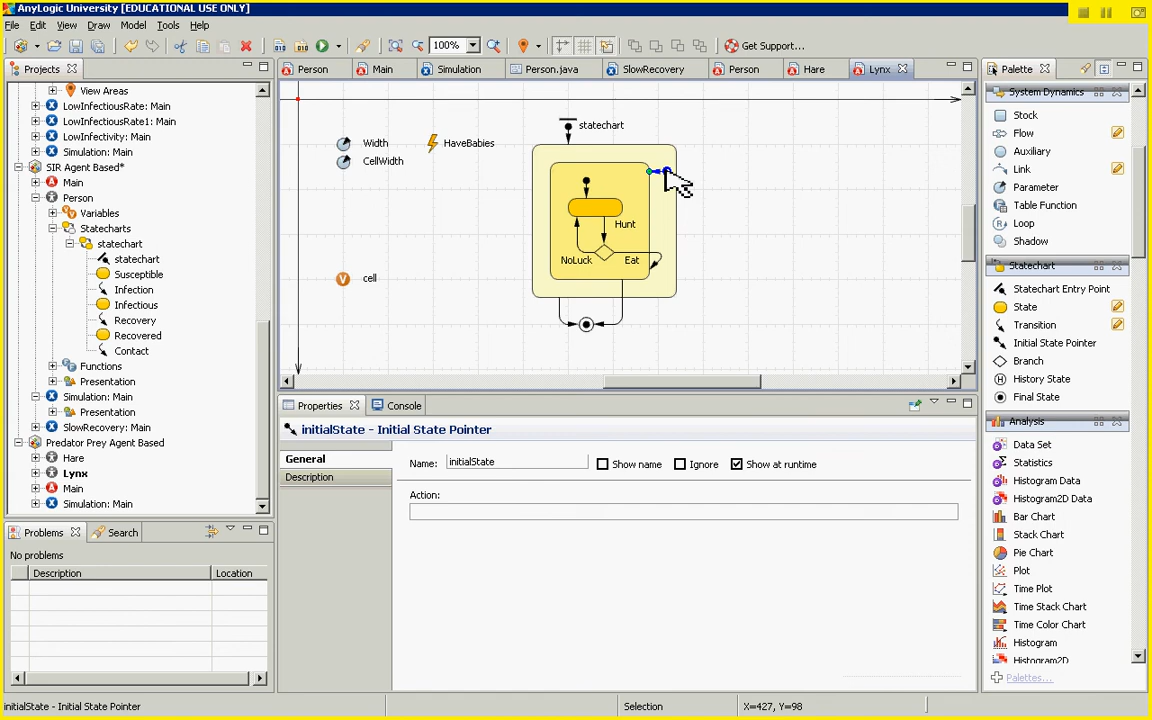 AnyLogic University [EDUCATIONAL USE ONLY]
File Edit View Draw Model Tools Help
100% Get Support...
Projects
Person Main Simulation Person.java SlowRecovery Person Hare Lynx
Palette
View Areas
LowInfectiousRate: Main
LowInfectiousRate1: Main
LowInfectivity: Main
Simulation: Main
SIR Agent Based*
Main
Person
Variables
Statecharts
statechart
statechart
Susceptible
Infection
Infectious
Recovery
Recovered
Contact
Functions
Presentation
Simulation: Main
Presentation
SlowRecovery: Main
Predator Prey Agent Based
Hare
Lynx
Main
Simulation: Main
statechart
Width HaveBabies
CellWidth
Hunt
NoLuck Eat
cell
System Dynamics
Stock
Flow
Auxiliary
Link
Parameter
Table Function
Loop
Shadow
Statechart
Statechart Entry Point
State
Transition
Initial State Pointer
Branch
History State
Final State
Analysis
Data Set
Statistics
Histogram Data
Histogram2D Data
Bar Chart
Stack Chart
Pie Chart
Plot
Time Plot
Time Stack Chart
Time Color Chart
Histogram
Histogram2D
Palettes...
Properties Console
initialState - Initial State Pointer
General
Description
Name: initialState Show name Ignore Show at runtime
Action:
Problems Search
No problems
Description Location
initialState - Initial State Pointer Selection X=427, Y=98